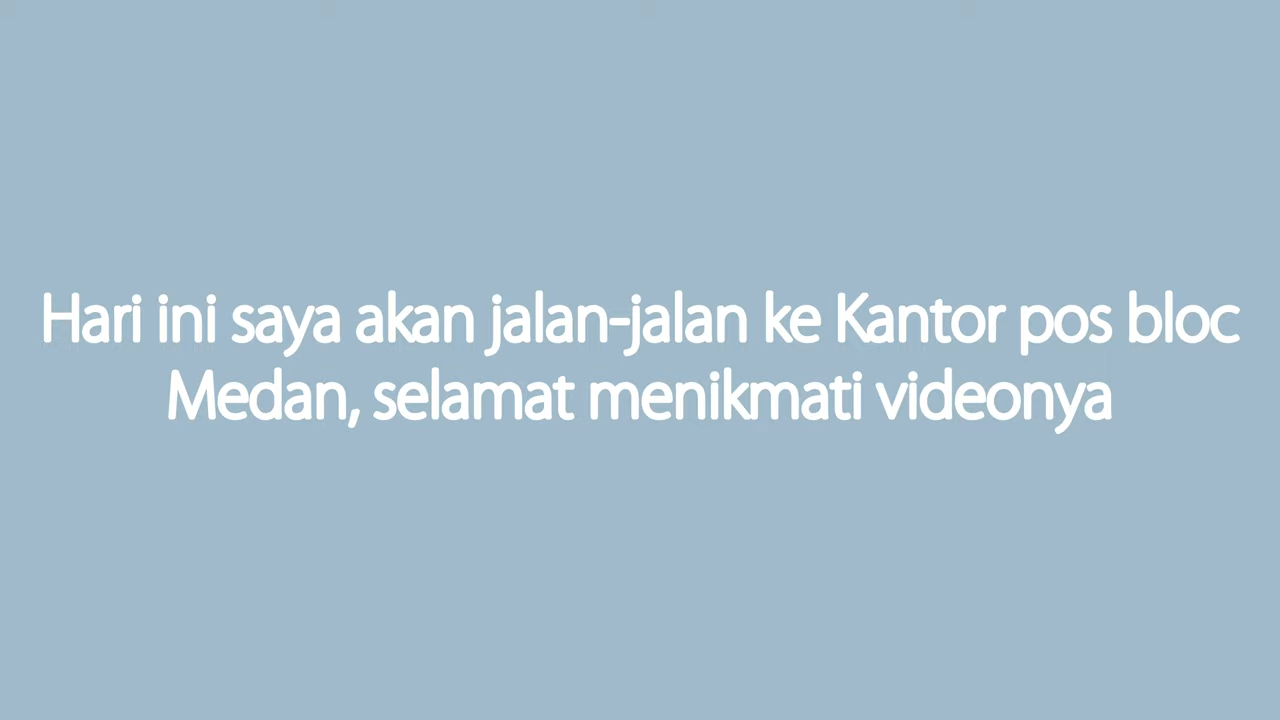 Hari ini saya akan jalan-jalan ke Kantor pos bloc
Medan, selamat menikmati videonya